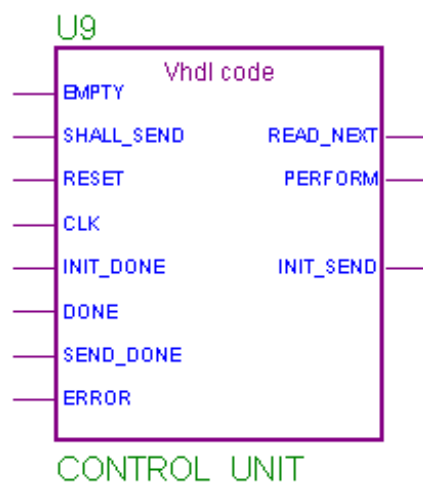 U9
Vhdl code
EMPTY
SHALL_SEND READ_NEXT
RESET PERFORM
CLK
INIT_DONE INIT_SEND
DONE
SEND_DONE
ERROR
CONTROL UNIT